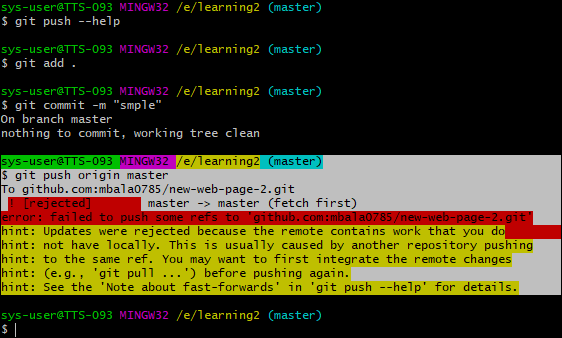 sys-user@TTS-093 MINGW32 /e/learning2 (master)
$ git push --help
sys-user@TTS-093 MINGW32 /e/learning2 (master)
$ git add .
sys-user@TTS-093 MINGW32 /e/learning2 (master)
$ git commit -m "smple"
On branch master
nothing to commit, working tree clean
sys-user@TTS-093 MINGW32 /e/learning2 (master)
$ git push origin master
To github.com:mbala0785/new-web-page-2.git
! [rejected] master -> master (fetch first)
error: failed to push some refs to 'github.com:mbala0785/new-web-page-2.git'
hint: Updates were rejected because the remote contains work that you do
hint: not have locally. This is usually caused by another repository pushing
hint: to the same ref. You may want to first integrate the remote changes
hint: (e.g., 'git pull ...') before pushing again.
hint: See the 'Note about fast-forwards' in 'git push --help' for details.
sys-user@TTS-093 MINGW32 /e/learning2 (master)
$